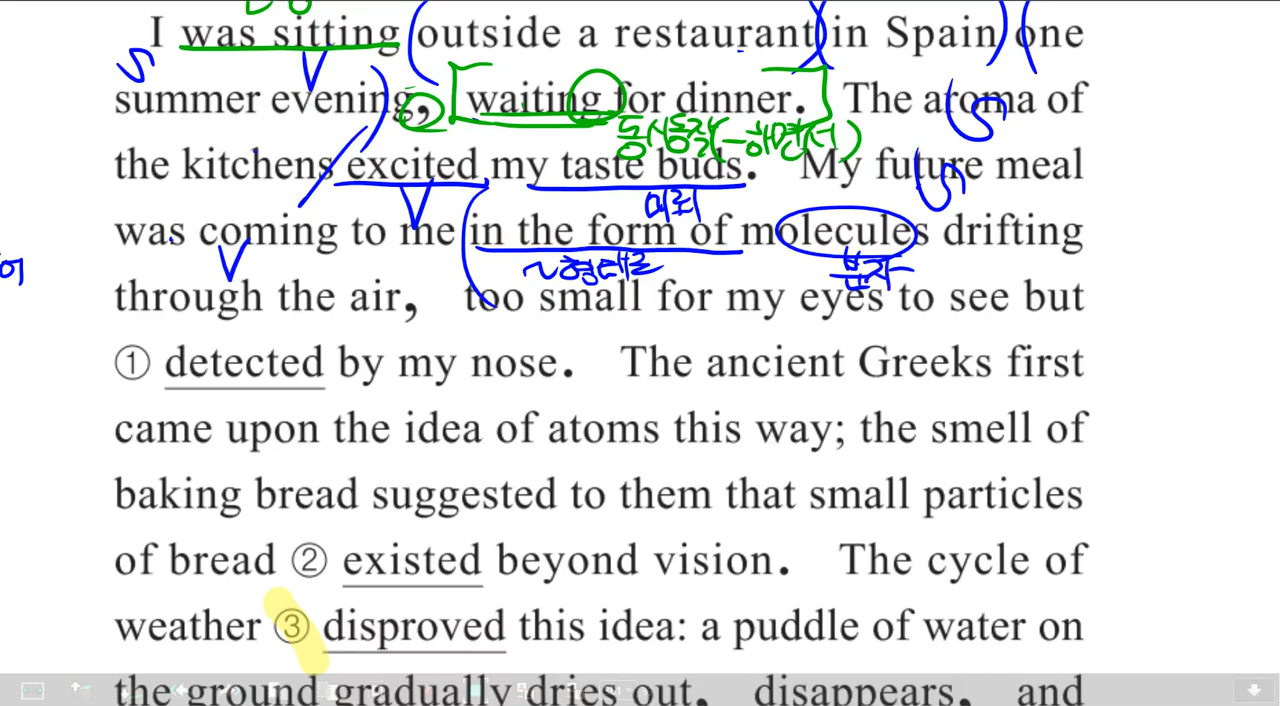 I was sitting outside a restaurant in Spain one
S V
summer evening, waiting for dinner. The aroma of
동시동작(~하면서) S
the kitchens excited my taste buds. My future meal
V 미뢰 S
was coming to me in the form of molecules drifting
V ~형태로 분자
through the air, too small for my eyes to see but
① detected by my nose. The ancient Greeks first
came upon the idea of atoms this way; the smell of
baking bread suggested to them that small particles
of bread ② existed beyond vision. The cycle of
weather ③ disproved this idea: a puddle of water on
the ground gradually dries out, disappears, and